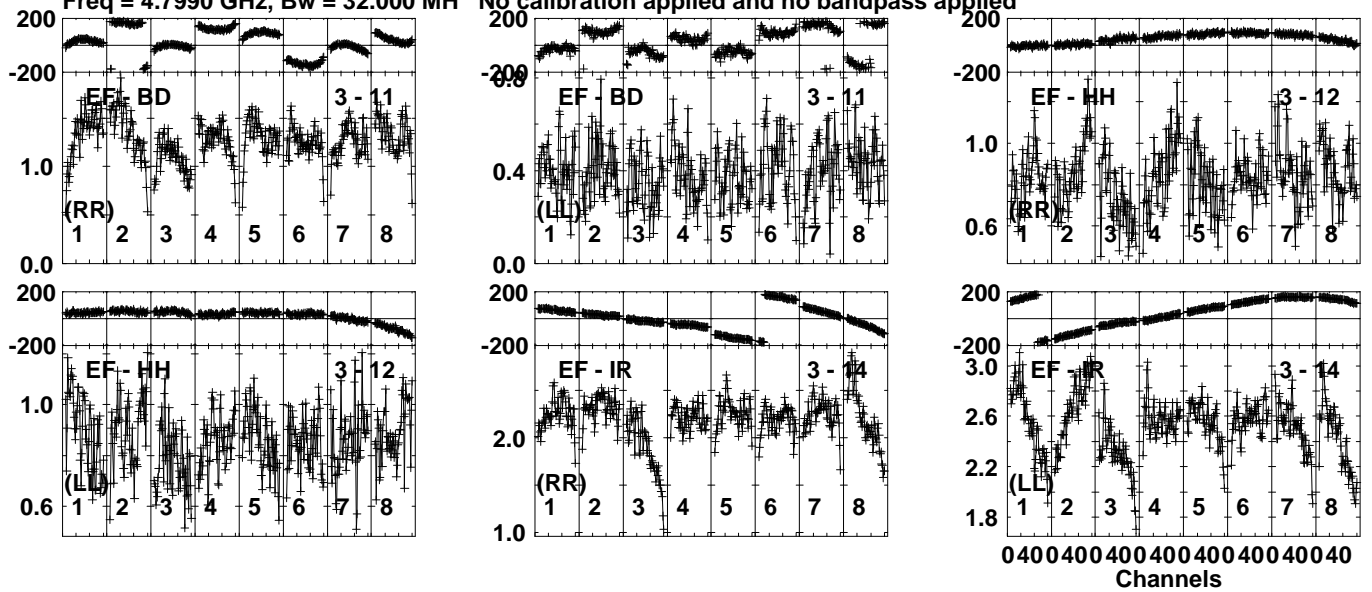 Freq = 4.7990 GHz, Bw = 32.000 MH No calibration applied and no bandpass applied
200
-200
EF - BD 3 - 11
1.0
(RR)
1 2 3 4 5 6 7 8
0.0
200
-200
0.8
EF - BD 3 - 11
0.4
(LL)
1 2 3 4 5 6 7 8
0.0
200
-200
EF - HH 3 - 12
1.0
(RR)
0.6
1 2 3 4 5 6 7 8
200
-200
EF - HH 3 - 12
1.0
(LL)
0.6
1 2 3 4 5 6 7 8
200
-200
EF - IR 3 - 14
2.0
(RR)
1 2 3 4 5 6 7 8
1.0
200
-200
3.0
EF - IR 3 - 14
2.6
2.2
(LL)
1 2 3 4 5 6 7 8
1.8
0 40 0 40 0 40 0 40 0 40 0 40 0 40 0 40
Channels